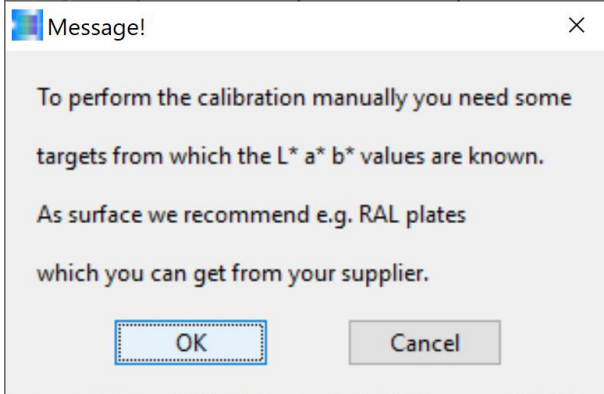 Message!
To perform the calibration manually you need some
targets from which the L* a* b* values are known.
As surface we recommend e.g. RAL plates
which you can get from your supplier.
OK
Cancel